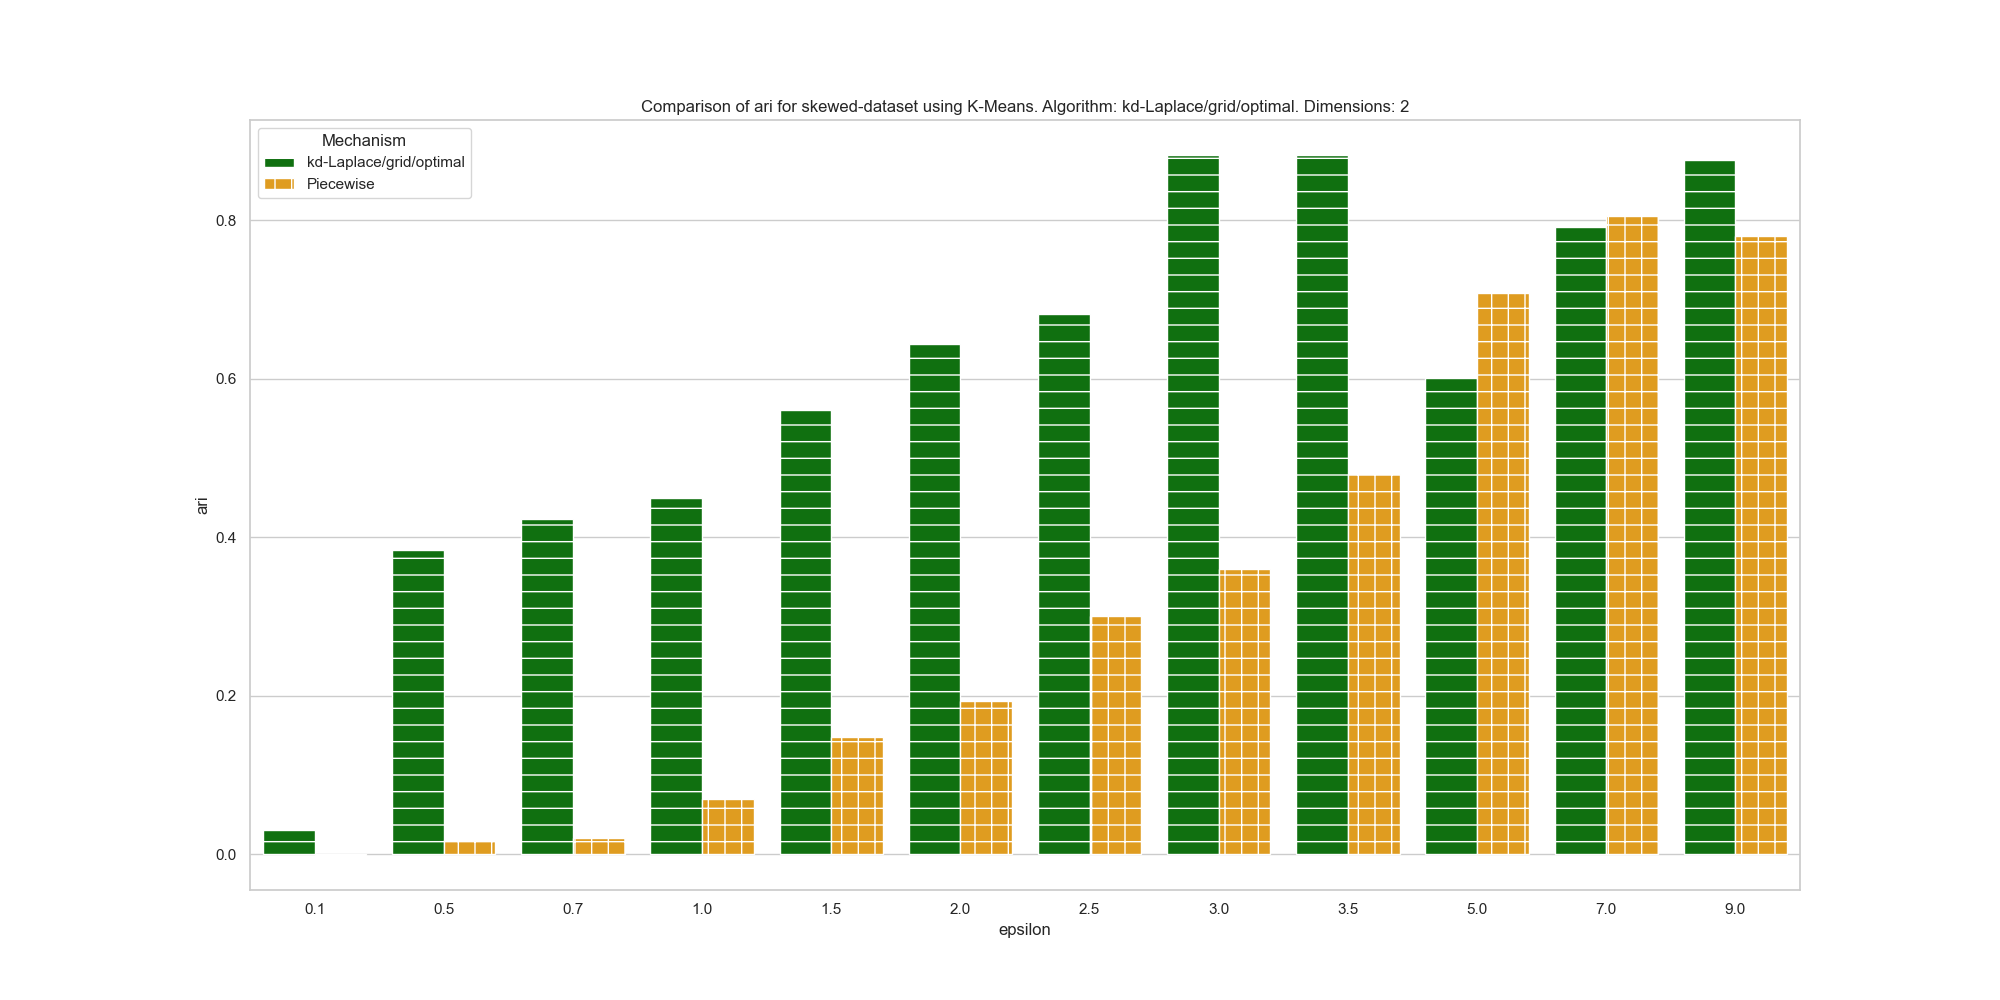 Comparison of ari for skewed-dataset using K-Means. Algorithm: kd-Laplace/grid/optimal. Dimensions: 2
Mechanism
kd-Laplace/grid/optimal
Piecewise
0.8
0.6
0.4
0.2
0.0
ari
0.1 0.5 0.7 1.0 1.5 2.0 2.5 3.0 3.5 5.0 7.0 9.0
epsilon